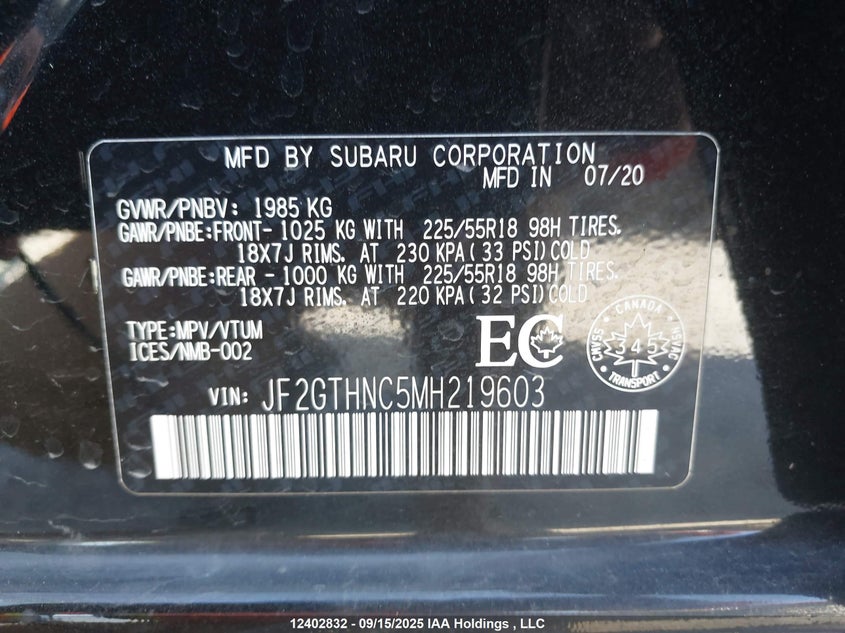 MFD BY SUBARU CORPORATION
MFD IN 07/20
GVWR/PNBV: 1985 KG
GAWR/PNBE:FRONT- 1025 KG WITH 225/55R18 98H TIRES.
18X7J RIMS. AT 230 KPA(33 PSI)COLD
GAWR/PNBE:REAR - 1000 KG WITH 225/55R18 98H TIRES.
18X7J RIMS. AT 220 KPA(32 PSI)COLD
TYPE:MPV/VTUM
ICES/NMB-002
EC
CMVSS CANADA NSVAC
345
TRANSPORT
VIN: JF2GTHNC5MH219603
12402832 - 09/15/2025 IAA Holdings , LLC